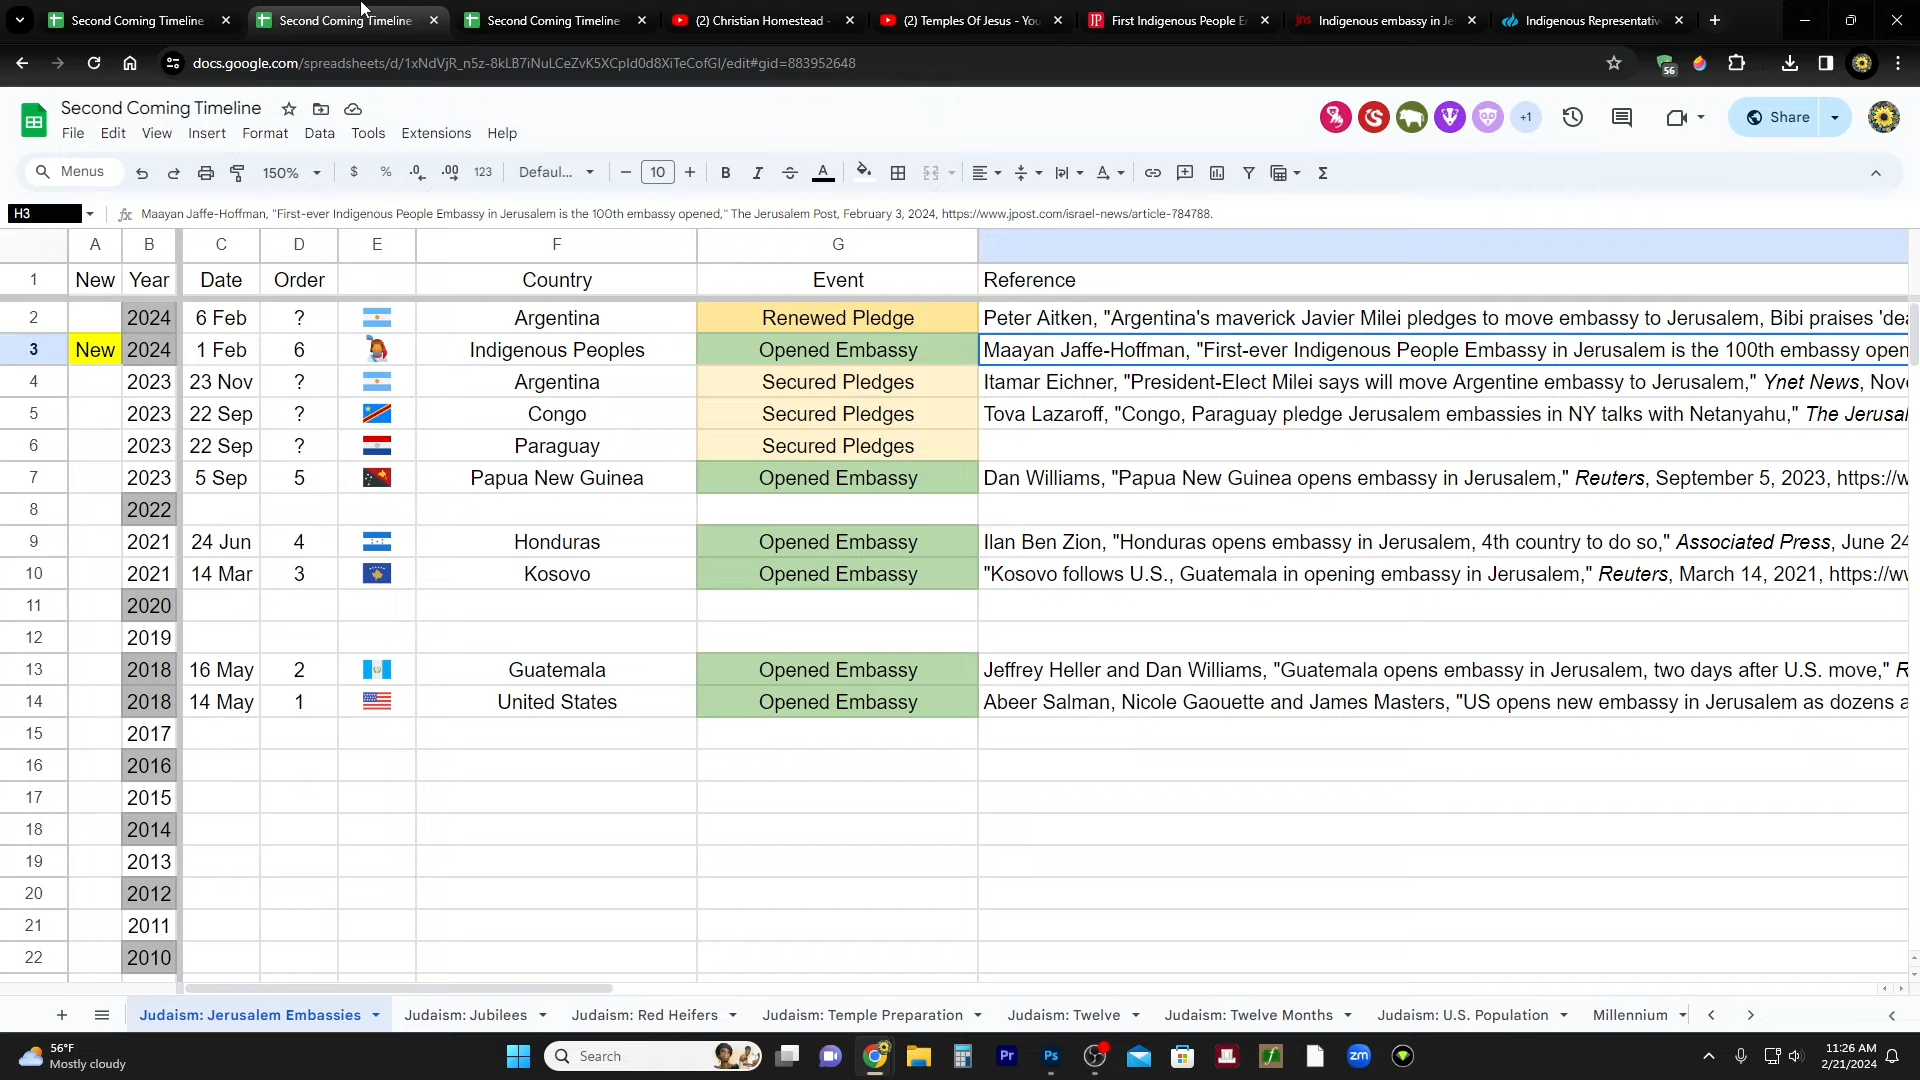 Second Coming Timeline
Second Coming Timeline
Second Coming Timeline
(2) Christian Homestead -
(2) Temples Of Jesus - You
First Indigenous People E
Indigenous embassy in Je
Indigenous Representativ
docs.google.com/spreadsheets/d/1xNdVjR_n5z-8kLB7iNuLCeZvK5XCpId0d8XiTeCofGI/edit#gid=883952648
56
Second Coming Timeline
File Edit View Insert Format Data Tools Extensions Help
+1
Share
Menus
150%
$ % .0 .00 123
Defaul...
10
H3
Maayan Jaffe-Hoffman, "First-ever Indigenous People Embassy in Jerusalem is the 100th embassy opened," The Jerusalem Post, February 3, 2024, https://www.jpost.com/israel-news/article-784788.
A B C D E F G
1 New Year Date Order Country Event Reference
2 2024 6 Feb ? Argentina Renewed Pledge Peter Aitken, "Argentina's maverick Javier Milei pledges to move embassy to Jerusalem, Bibi praises 'dea
3 New 2024 1 Feb 6 Indigenous Peoples Opened Embassy Maayan Jaffe-Hoffman, "First-ever Indigenous People Embassy in Jerusalem is the 100th embassy open
4 2023 23 Nov ? Argentina Secured Pledges Itamar Eichner, "President-Elect Milei says will move Argentine embassy to Jerusalem," Ynet News, Nov
5 2023 22 Sep ? Congo Secured Pledges Tova Lazaroff, "Congo, Paraguay pledge Jerusalem embassies in NY talks with Netanyahu," The Jerusal
6 2023 22 Sep ? Paraguay Secured Pledges
7 2023 5 Sep 5 Papua New Guinea Opened Embassy Dan Williams, "Papua New Guinea opens embassy in Jerusalem," Reuters, September 5, 2023, https://w
8 2022
9 2021 24 Jun 4 Honduras Opened Embassy Ilan Ben Zion, "Honduras opens embassy in Jerusalem, 4th country to do so," Associated Press, June 24
10 2021 14 Mar 3 Kosovo Opened Embassy "Kosovo follows U.S., Guatemala in opening embassy in Jerusalem," Reuters, March 14, 2021, https://ww
11 2020
12 2019
13 2018 16 May 2 Guatemala Opened Embassy Jeffrey Heller and Dan Williams, "Guatemala opens embassy in Jerusalem, two days after U.S. move," R
14 2018 14 May 1 United States Opened Embassy Abeer Salman, Nicole Gaouette and James Masters, "US opens new embassy in Jerusalem as dozens a
15 2017
16 2016
17 2015
18 2014
19 2013
20 2012
21 2011
22 2010
Judaism: Jerusalem Embassies Judaism: Jubilees Judaism: Red Heifers Judaism: Temple Preparation Judaism: Twelve Judaism: Twelve Months Judaism: U.S. Population Millennium
56°F
Mostly cloudy
Search
Pr
Ps
zm
11:26 AM
2/21/2024